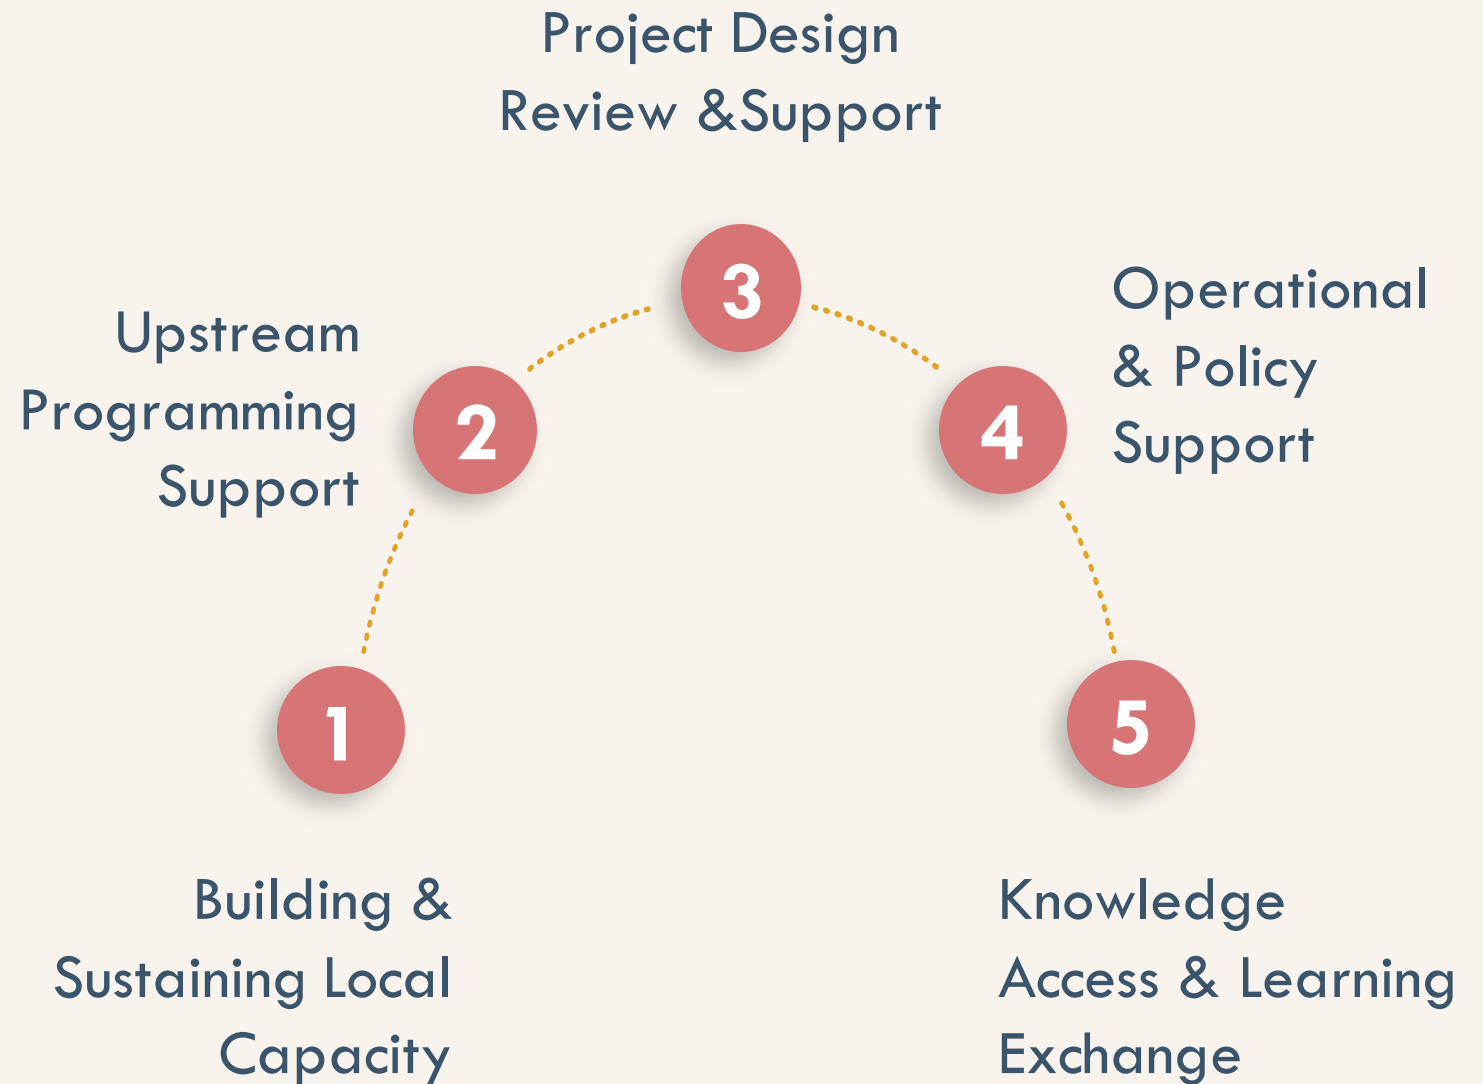 1
Building &
Sustaining Local
Capacity
2
Upstream
Programming
Support
3
Project Design
Review &Support
4
Operational
& Policy
Support
5
Knowledge
Access & Learning
Exchange